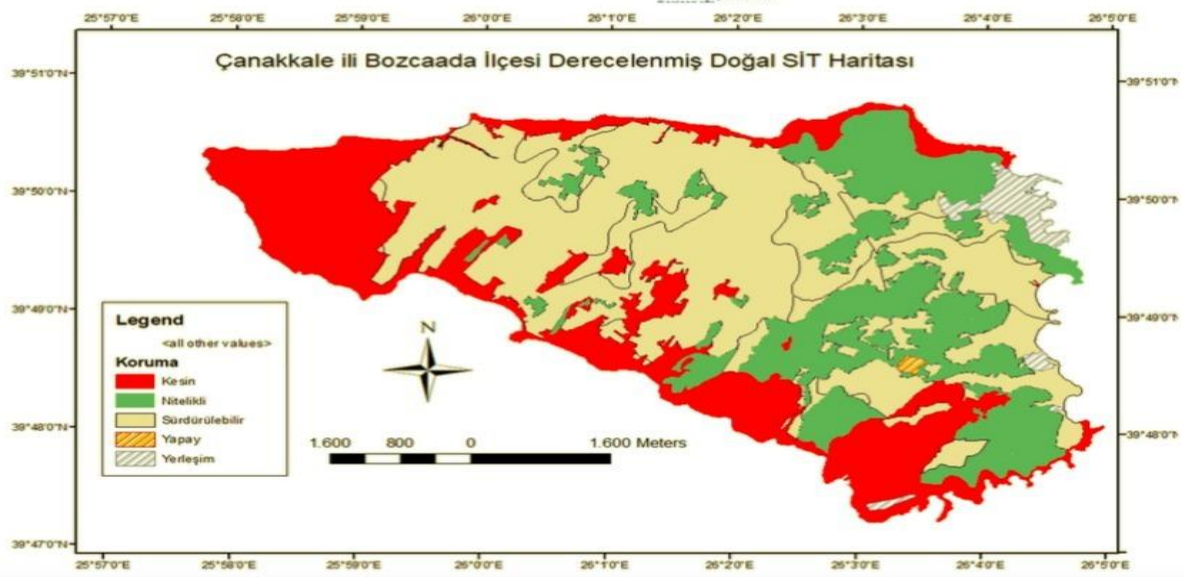 25°57'0"E 25°58'0"E 25°59'0"E 26°0'0"E 26°1'0"E 26°2'0"E 26°3'0"E 26°4'0"E 26°5'0"E
Çanakkale ili Bozcaada İlçesi Derecelenmiş Doğal SİT Haritası
39°51'0"N
39°51'0"N
39°50'0"N
39°50'0"N
39°49'0"N
39°49'0"N
Legend
<all other values>
Koruma
Kesin
Nitelikli
Sürdürülebilir
Yapay
Yerleşim
N
1.600 800 0 1.600 Meters
39°48'0"N
39°48'0"N
39°47'0"N
25°57'0"E 25°58'0"E 25°59'0"E 26°0'0"E 26°1'0"E 26°2'0"E 26°3'0"E 26°4'0"E 26°5'0"E